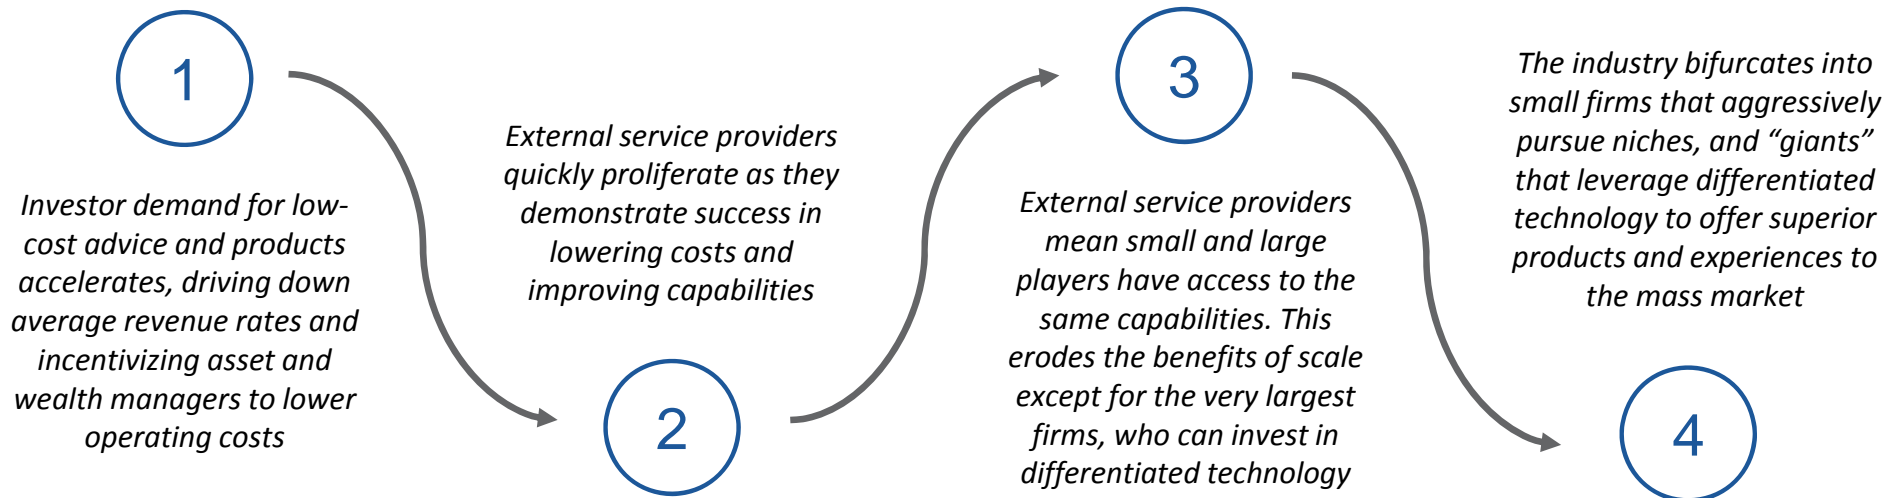 1
Investor demand for low-
cost advice and products
accelerates, driving down
average revenue rates and
incentivizing asset and
wealth managers to lower
operating costs
External service providers
quickly proliferate as they
demonstrate success in
lowering costs and
improving capabilities
2
3
External service providers
mean small and large
players have access to the
same capabilities. This
erodes the benefits of scale
except for the very largest
firms, who can invest in
differentiated technology
The industry bifurcates into
small firms that aggressively
pursue niches, and “giants”
that leverage differentiated
technology to offer superior
products and experiences to
the mass market
4